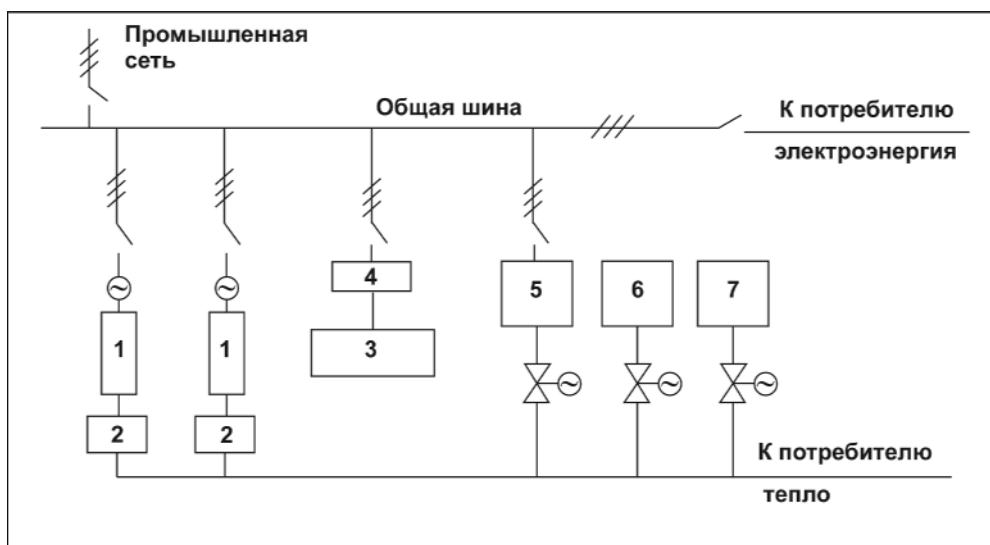 Промышленная
сеть
Общая шина
К потребителю
электроэнергия
4
5
6
7
1
1
3
2
2
К потребителю
тепло